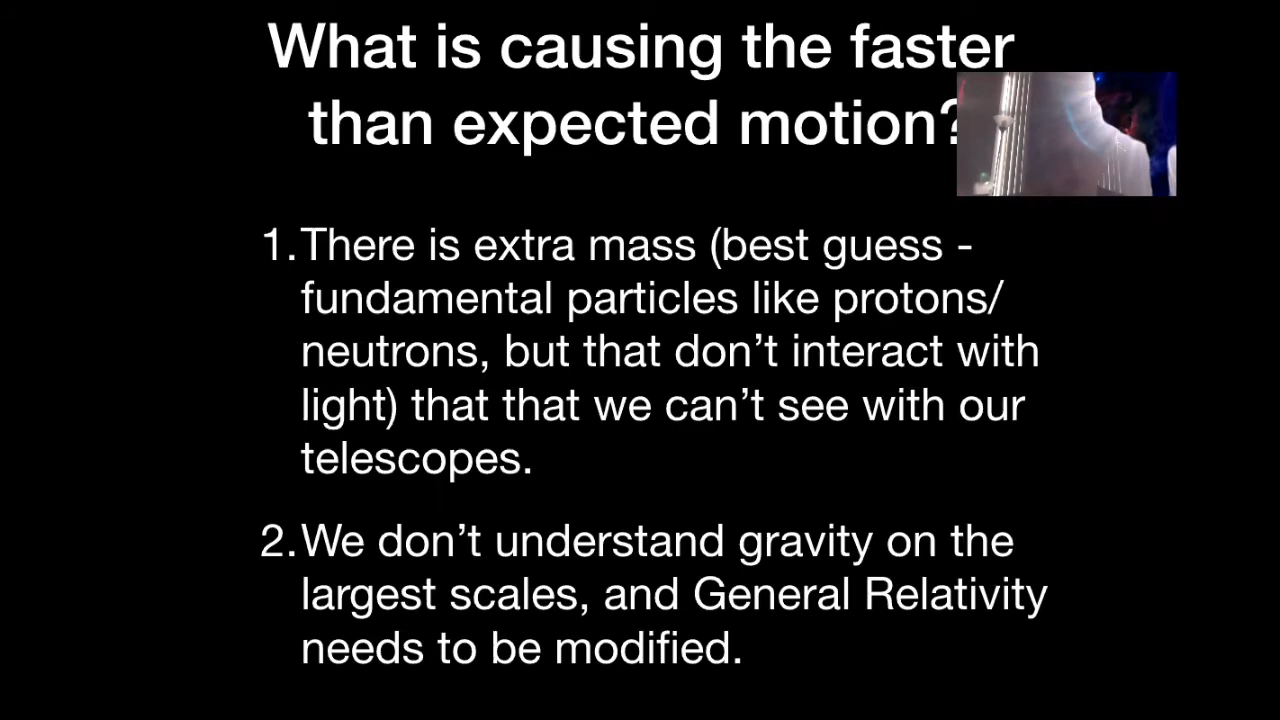 What is causing the faster
than expected motion?
1.There is extra mass (best guess -
fundamental particles like protons/
neutrons, but that don’t interact with
light) that that we can’t see with our
telescopes.
2.We don’t understand gravity on the
largest scales, and General Relativity
needs to be modified.